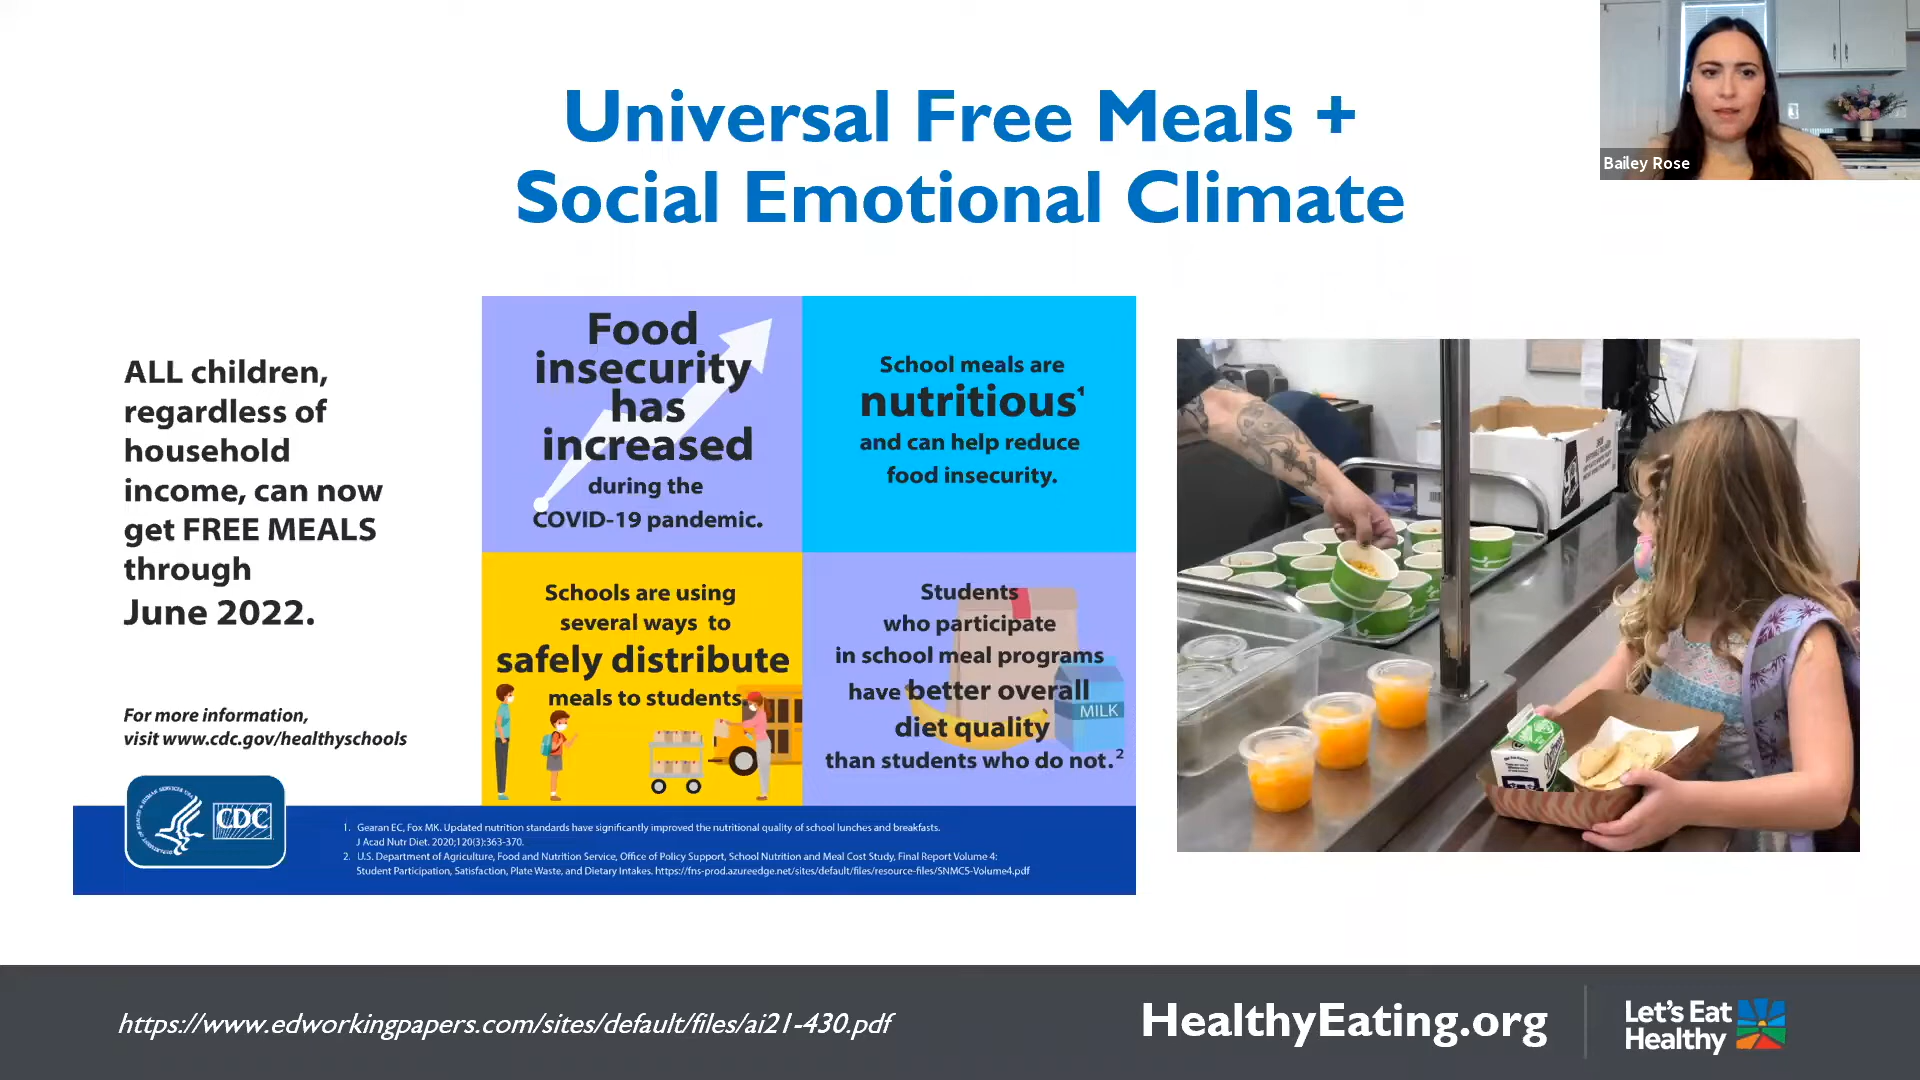 Universal Free Meals +
Social Emotional Climate
Bailey Rose
ALL children,
regardless of
household
income, can now
get FREE MEALS
through
June 2022.
For more information,
visit www.cdc.gov/healthyschools
Food
insecurity
has
increased
during the
COVID-19 pandemic.
School meals are
nutritious¹
and can help reduce
food insecurity.
Schools are using
several ways to
safely distribute
meals to students.
Students
who participate
in school meal programs
have better overall
diet quality
than students who do not.²
MILK
CDC
1. Gearan EC, Fox MK. Updated nutrition standards have significantly improved the nutritional quality of school lunches and breakfasts.
J Acad Nutr Diet. 2020;120(3):363-370.
2. U.S. Department of Agriculture, Food and Nutrition Service, Office of Policy Support, School Nutrition and Meal Cost Study, Final Report Volume 4:
Student Participation, Satisfaction, Plate Waste, and Dietary Intakes. https://fns-prod.azureedge.net/sites/default/files/resource-files/SNMCS-Volume4.pdf
https://www.edworkingpapers.com/sites/default/files/ai21-430.pdf
HealthyEating.org
Let's Eat
Healthy